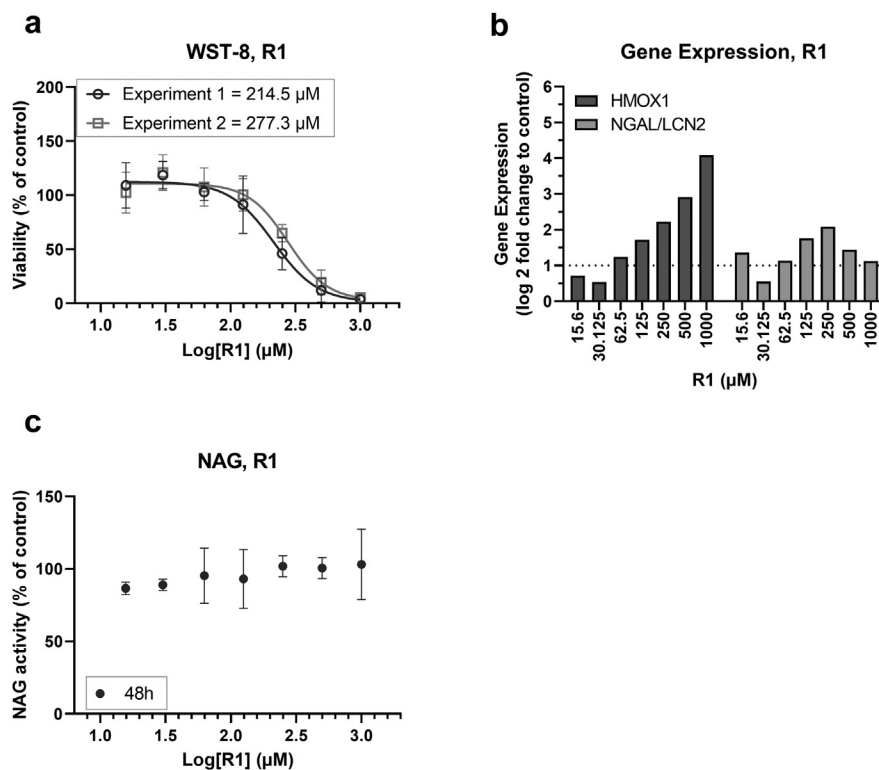 a
WST-8, R1
Viability (% of control)
200
150
100
50
0
Experiment 1 = 214.5 µM
Experiment 2 = 277.3 µM
1.0 1.5 2.0 2.5 3.0
Log[R1] (µM)
b
Gene Expression, R1
Gene Expression
(log 2 fold change to control)
6
5
4
3
2
1
0
HMOX1
NGAL/LCN2
15.6 30.125 62.5 125 250 500 1000 15.6 30.125 62.5 125 250 500 1000
R1 (µM)
c
NAG, R1
NAG activity (% of control)
150
100
50
0
48h
1.0 1.5 2.0 2.5 3.0
Log[R1] (µM)